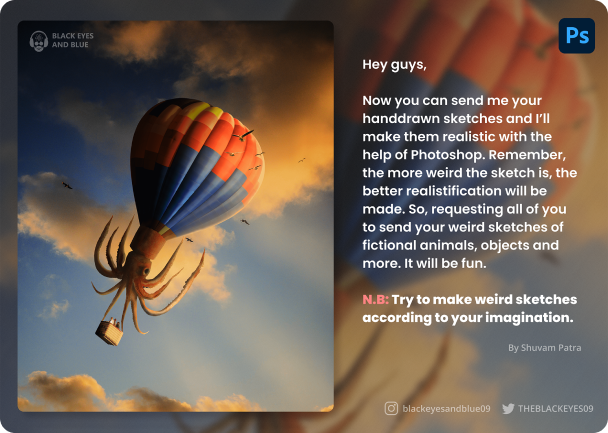 BLACK EYES
AND BLUE
Ps
Hey guys,
Now you can send me your
handdrawn sketches and I'll
make them realistic with the
help of Photoshop. Remember,
the more weird the sketch is, the
better realistification will be
made. So, requesting all of you
to send your weird sketches of
fictional animals, objects and
more. It will be fun.
N.B: Try to make weird sketches
according to your imagination.
By Shuvam Patra
blackeyesandblue09 THEBLACKEYES09